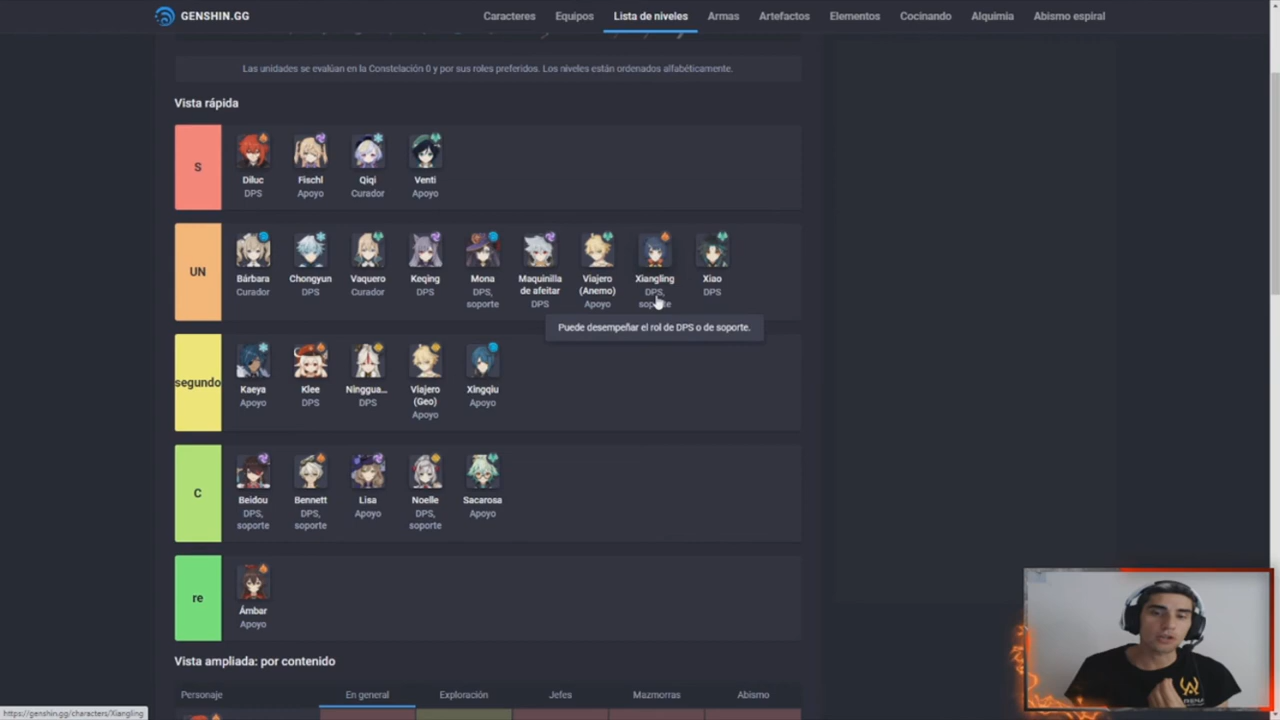 GENSHIN.GG
Caracteres Equipos Lista de niveles Armas Artefactos Elementos Cocinando Alquimia Abismo espiral
Las unidades se evalúan en la Constelación 0 y por sus roles preferidos. Los niveles están ordenados alfabéticamente.
Vista rápida
S
Diluc Fischl Qiqi Venti
DPS Apoyo Curador Apoyo
UN
Bárbara Chongyun Vaquero Keqing Mona Maquinilla de afeitar Viajero (Anemo) Xiangling Xiao
Curador DPS Curador DPS DPS, soporte DPS Apoyo DPS, soporte DPS
Puede desempeñar el rol de DPS o de soporte.
segundo
Kaeya Klee Ninggua... Viajero (Geo) Xingqiu
Apoyo DPS DPS Apoyo Apoyo
C
Beidou Bennett Lisa Noelle Sacarosa
DPS, soporte DPS, soporte Apoyo DPS, soporte Apoyo
re
Ámbar
Apoyo
Vista ampliada: por contenido
Personaje En general Exploración Jefes Mazmorras Abismo
https://genshin.gg/characters/Xiangling